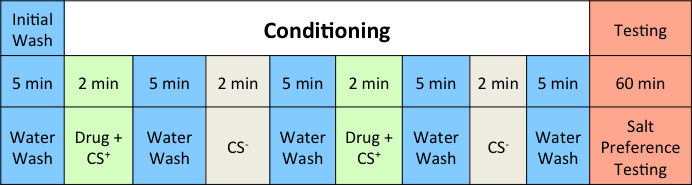 Initial Wash
Conditioning
Testing
5 min
2 min
5 min
2 min
5 min
2 min
5 min
2 min
5 min
60 min
Water Wash
Drug + CS⁺
Water Wash
CS⁻
Water Wash
Drug + CS⁺
Water Wash
CS⁻
Water Wash
Salt Preference Testing